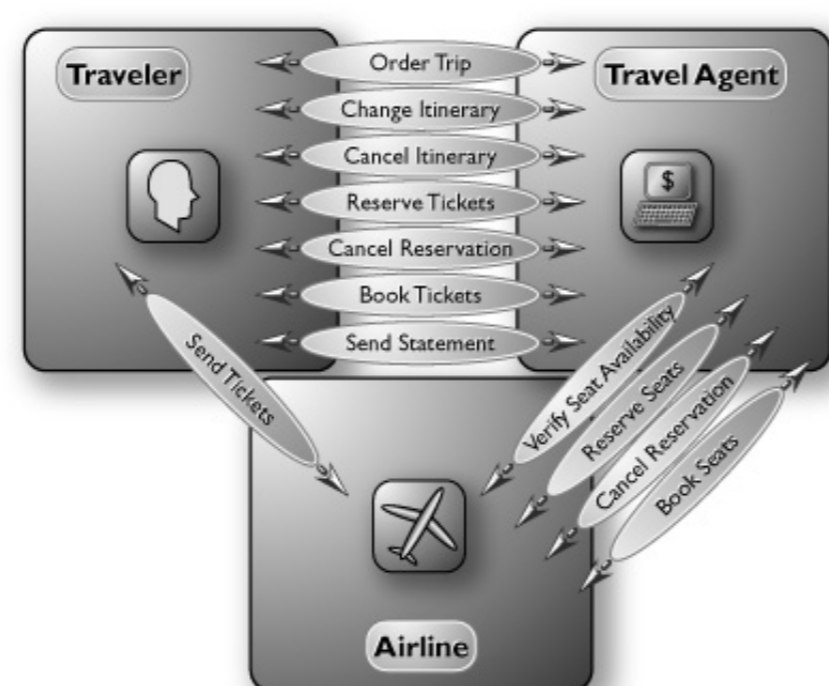 Traveler
Travel Agent
Order Trip
Change Itinerary
Cancel Itinerary
Reserve Tickets
Cancel Reservation
Book Tickets
Send Statement
$
Send Tickets
Verify Seat Availability
Reserve Seats
Cancel Reservation
Book Seats
Airline